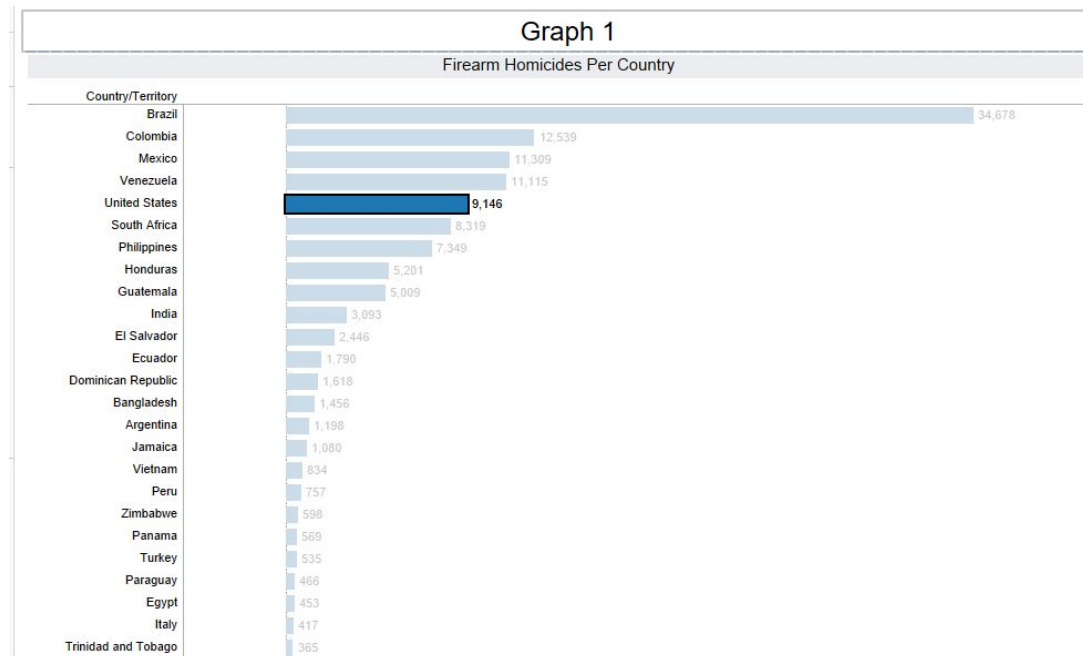 Graph 1
Firearm Homicides Per Country
Country/Territory
Brazil 34,678
Colombia 12,539
Mexico 11,309
Venezuela 11,115
United States 9,146
South Africa 8,319
Philippines 7,349
Honduras 5,201
Guatemala 5,009
India 3,093
El Salvador 2,446
Ecuador 1,790
Dominican Republic 1,618
Bangladesh 1,456
Argentina 1,198
Jamaica 1,080
Vietnam 834
Peru 757
Zimbabwe 598
Panama 569
Turkey 535
Paraguay 466
Egypt 453
Italy 417
Trinidad and Tobago 365